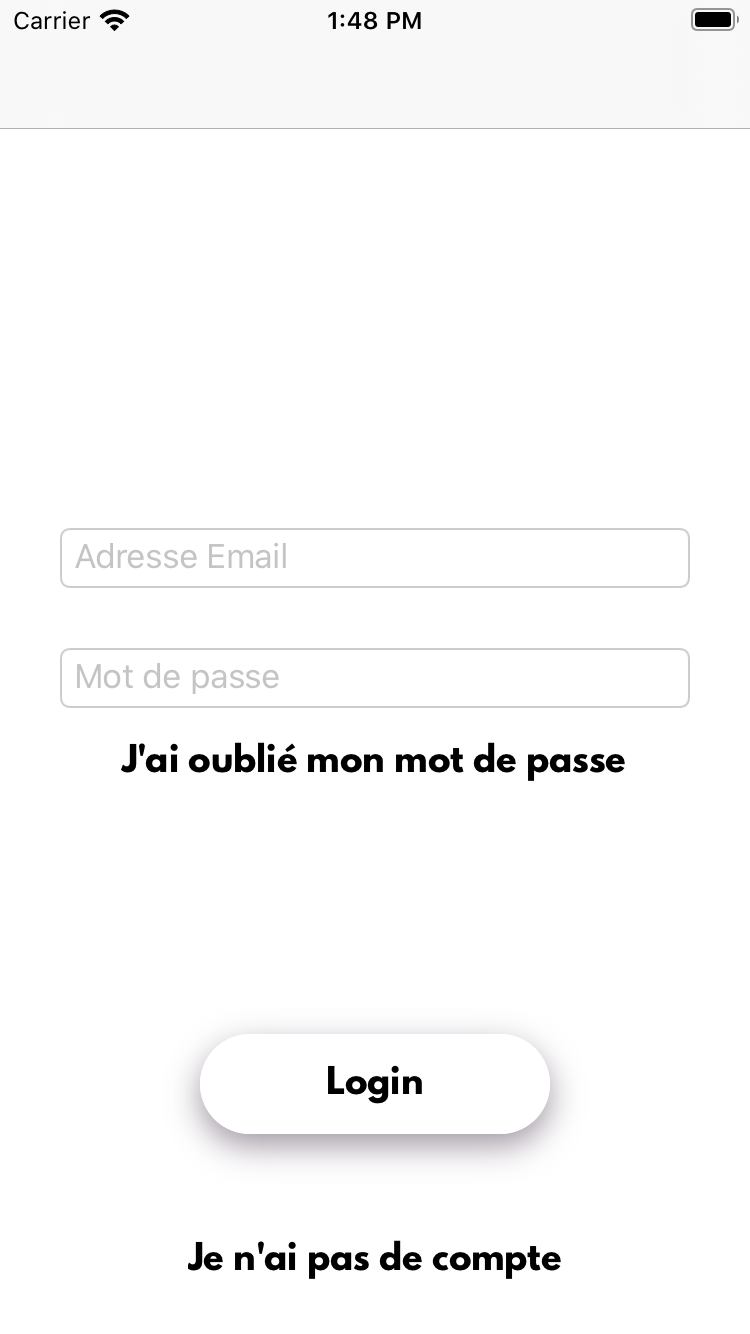 Carrier 1:48 PM
Adresse Email
Mot de passe
J'ai oublié mon mot de passe
Login
Je n'ai pas de compte